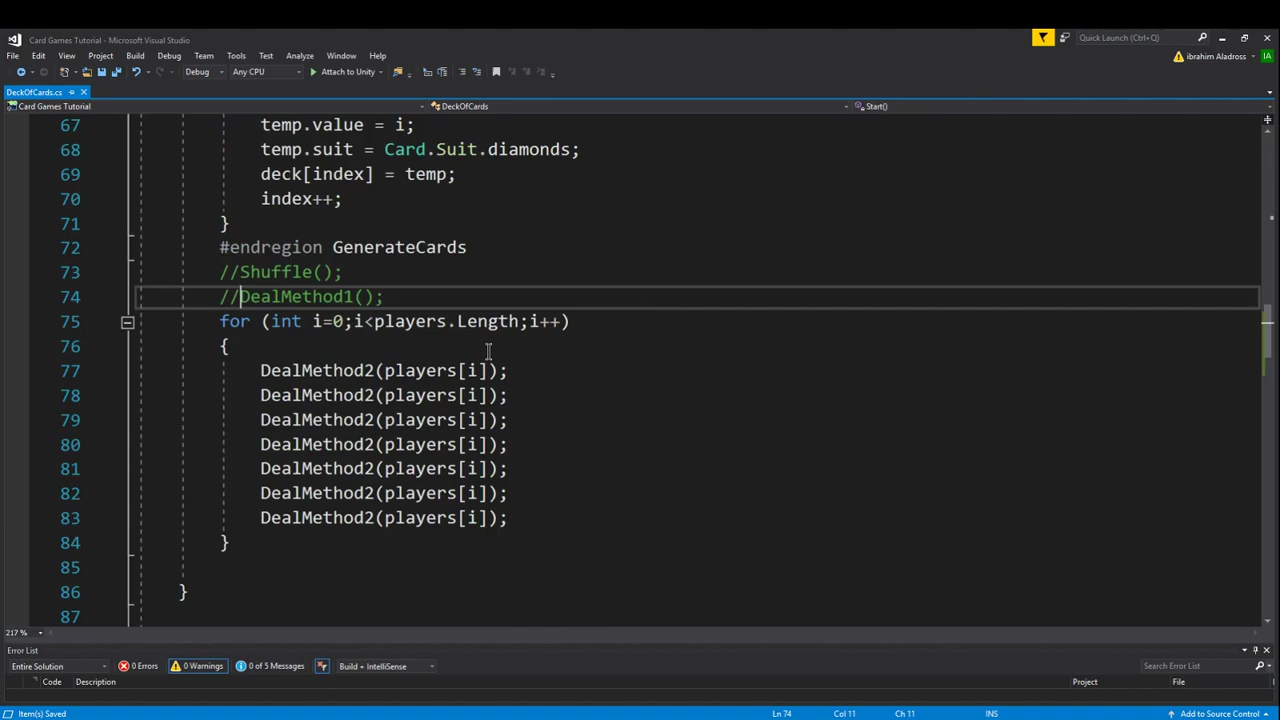 Card Games Tutorial - Microsoft Visual Studio
Quick Launch (Ctrl+Q)
File Edit View Project Build Debug Team Tools Test Analyze Window Help
ibrahim Aladross
IA
Debug Any CPU Attach to Unity
DeckOfCards.cs
Card Games Tutorial DeckOfCards Start()
67 temp.value = i;
68 temp.suit = Card.Suit.diamonds;
69 deck[index] = temp;
70 index++;
71 }
72 #endregion GenerateCards
73 //Shuffle();
74 //DealMethod1();
75 for (int i=0;i<players.Length;i++)
76 {
77 DealMethod2(players[i]);
78 DealMethod2(players[i]);
79 DealMethod2(players[i]);
80 DealMethod2(players[i]);
81 DealMethod2(players[i]);
82 DealMethod2(players[i]);
83 DealMethod2(players[i]);
84 }
85
86 }
87
217 %
Error List
Entire Solution 0 Errors 0 Warnings 0 of 5 Messages Build + IntelliSense Search Error List
Code Description Project File
Item(s) Saved Ln 74 Col 11 Ch 11 INS Add to Source Control